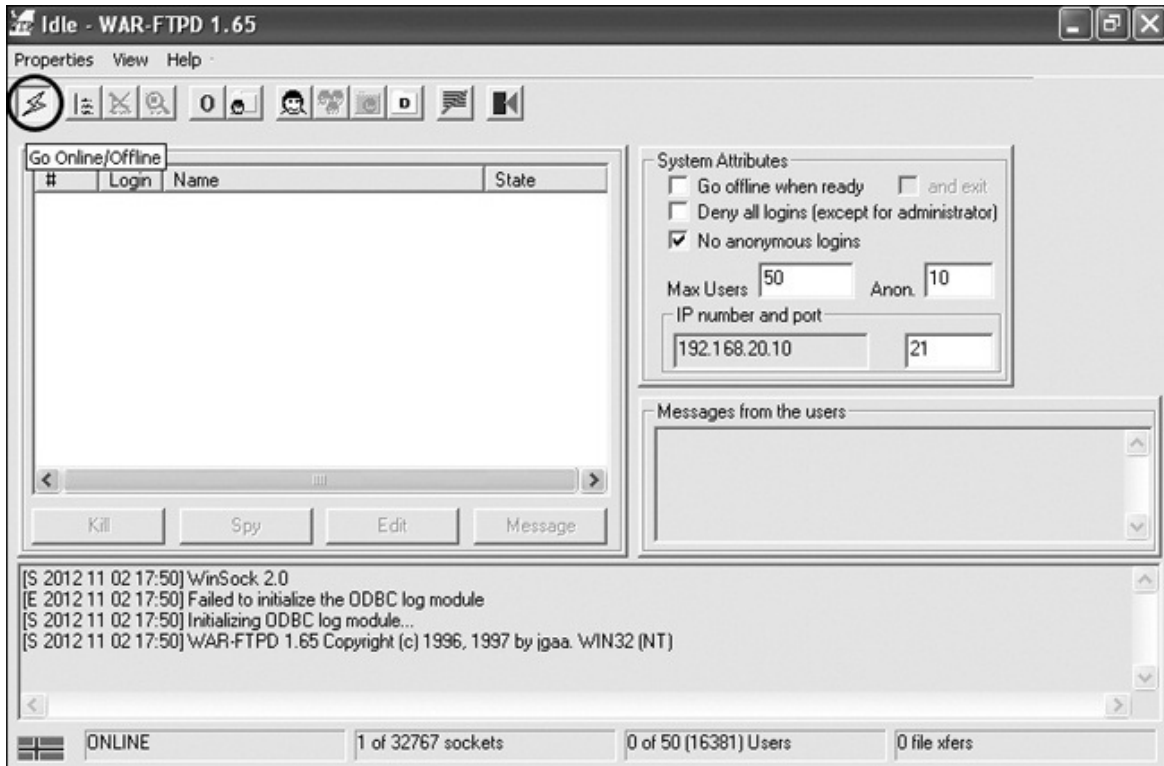 Idle - WAR-FTPD 1.65
Properties View Help
O D
Go Online/Offline
# Login Name State
Kill Spy Edit Message
System Attributes
Go offline when ready and exit
Deny all logins (except for administrator)
No anonymous logins
Max Users 50 Anon. 10
IP number and port
192.168.20.10 21
Messages from the users
[S 2012 11 02 17:50] WinSock 2.0
[E 2012 11 02 17:50] Failed to initialize the ODBC log module
[S 2012 11 02 17:50] Initializing ODBC log module...
[S 2012 11 02 17:50] WAR-FTPD 1.65 Copyright (c) 1996, 1997 by jgaa. WIN32 (NT)
ONLINE 1 of 32767 sockets 0 of 50 (16381) Users 0 file xfers